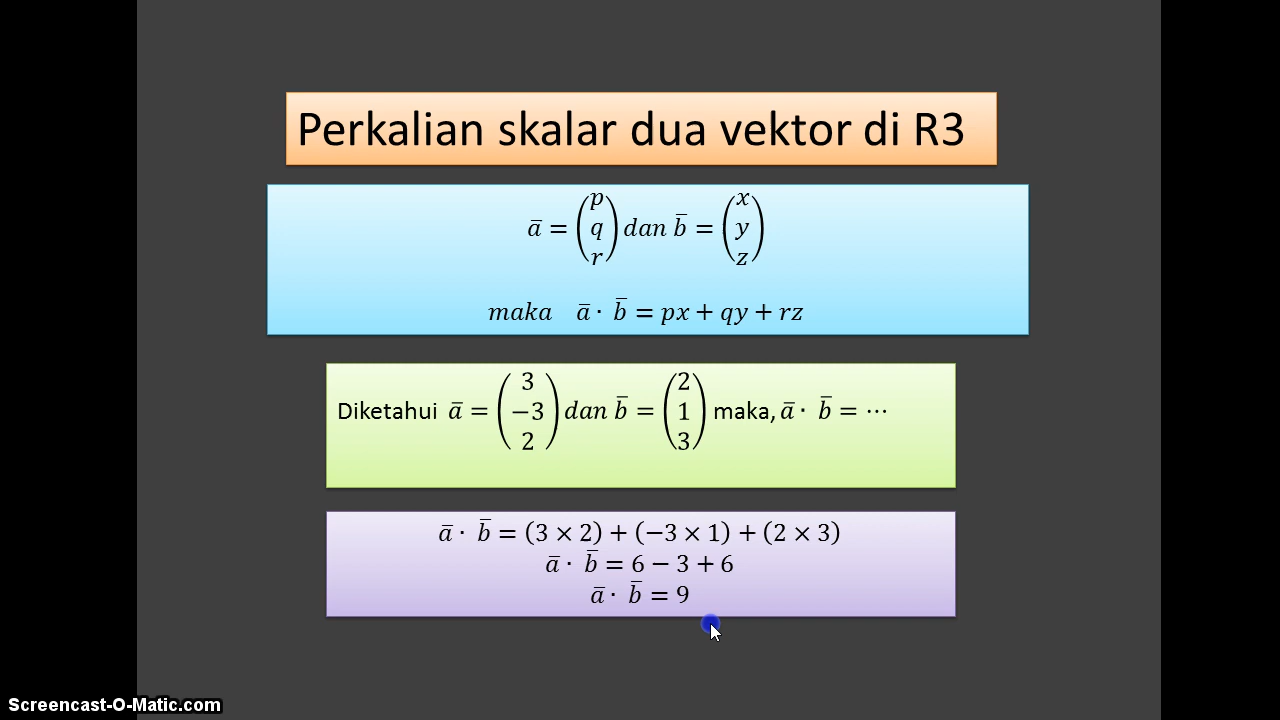 Perkalian skalar dua vektor di R3
a̅ = (p q r) dan b̅ = (x y z)
maka a̅ · b̅ = px + qy + rz
Diketahui a̅ = (3 −3 2) dan b̅ = (2 1 3) maka, a̅ · b̅ = ⋯
a̅ · b̅ = (3 × 2) + (−3 × 1) + (2 × 3)
a̅ · b̅ = 6 − 3 + 6
a̅ · b̅ = 9
Screencast-O-Matic.com